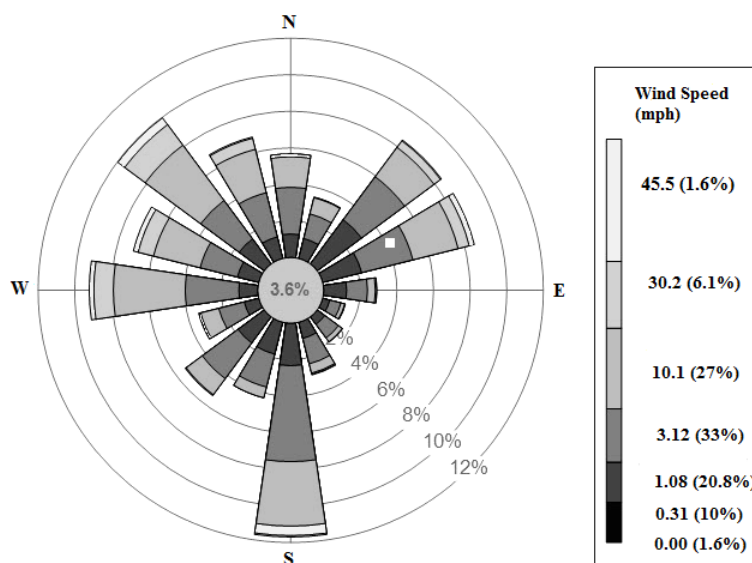 N
W
E
S
3.6%
2%
4%
6%
8%
10%
12%
Wind Speed
(mph)
45.5 (1.6%)
30.2 (6.1%)
10.1 (27%)
3.12 (33%)
1.08 (20.8%)
0.31 (10%)
0.00 (1.6%)